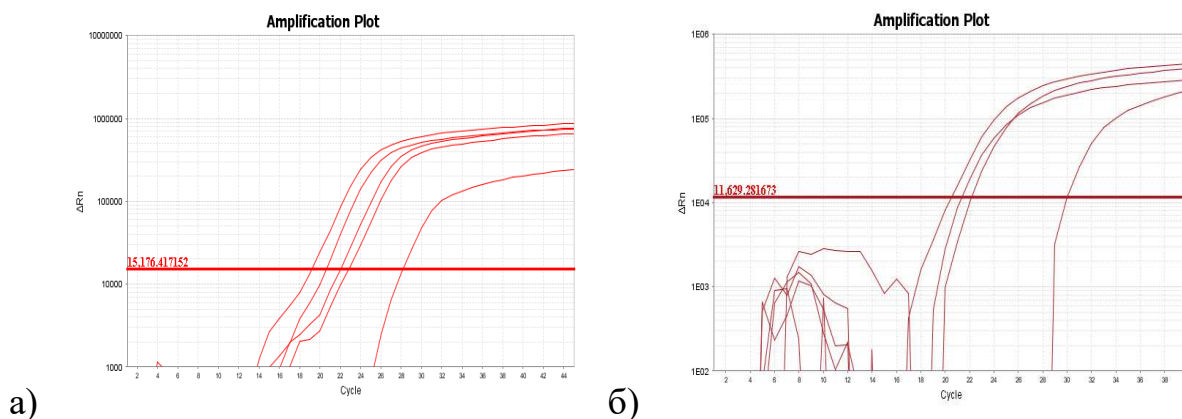 Amplification Plot
10000000
1000000
100000
10000
1000
ΔRn
15,176.417152
2 4 6 8 10 12 14 16 18 20 22 24 26 28 30 32 34 36 38 40 42 44
Cycle
а)
Amplification Plot
1E06
1E05
1E04
1E03
1E02
ΔRn
11,629.281673
2 4 6 8 10 12 14 16 18 20 22 24 26 28 30 32 34 36 38
Cycle
б)